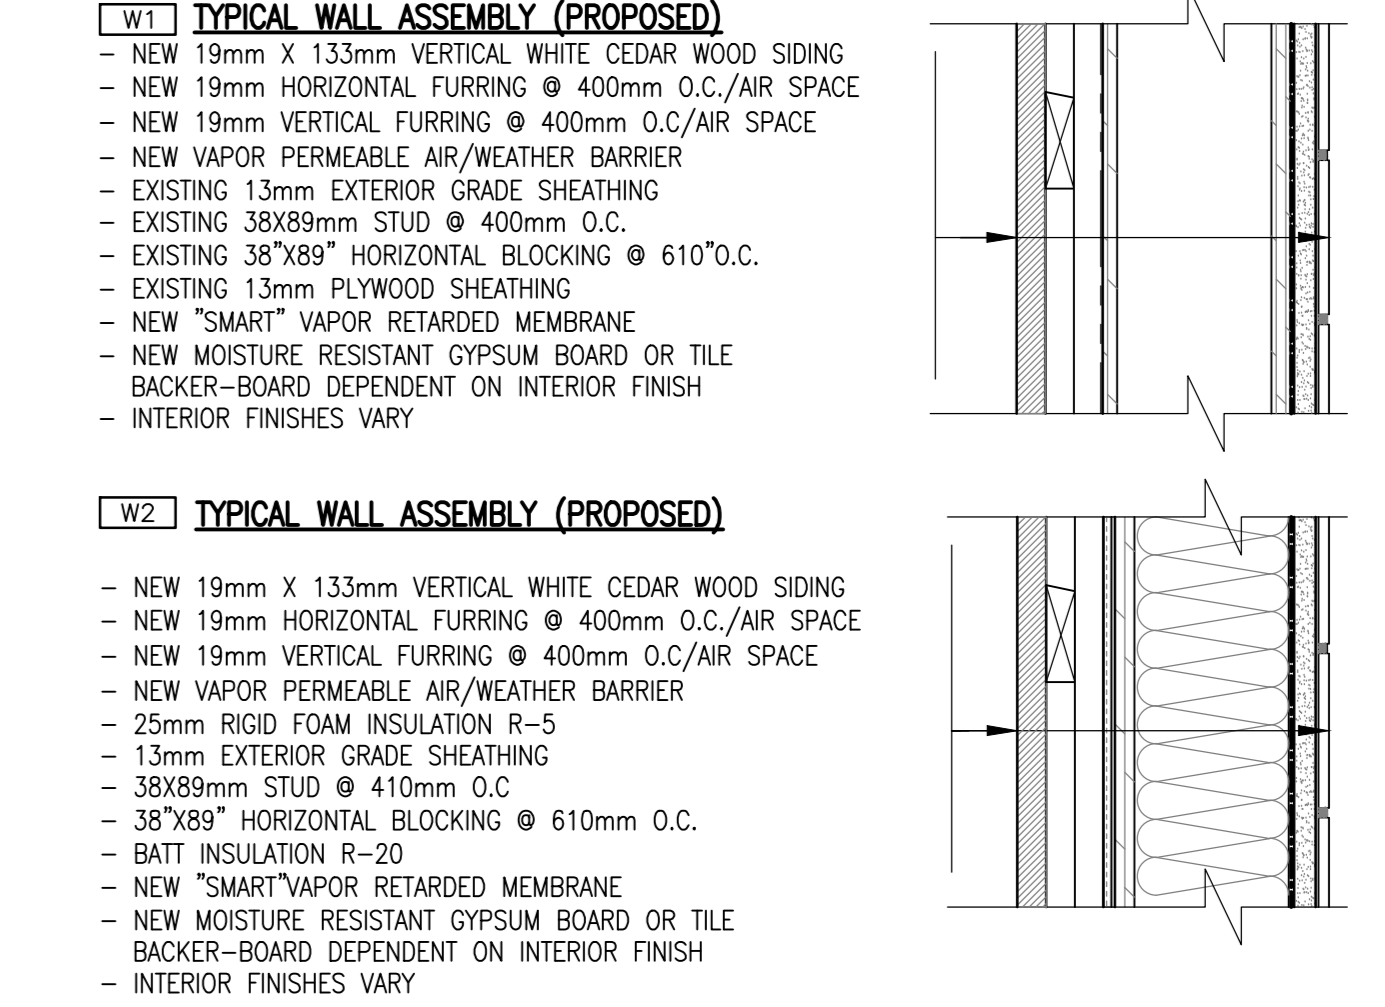 W1 TYPICAL WALL ASSEMBLY (PROPOSED)
– NEW 19mm X 133mm VERTICAL WHITE CEDAR WOOD SIDING
– NEW 19mm HORIZONTAL FURRING @ 400mm O.C./AIR SPACE
– NEW 19mm VERTICAL FURRING @ 400mm O.C/AIR SPACE
– NEW VAPOR PERMEABLE AIR/WEATHER BARRIER
– EXISTING 13mm EXTERIOR GRADE SHEATHING
– EXISTING 38X89mm STUD @ 400mm O.C.
– EXISTING 38"X89" HORIZONTAL BLOCKING @ 610"O.C.
– EXISTING 13mm PLYWOOD SHEATHING
– NEW "SMART" VAPOR RETARDED MEMBRANE
– NEW MOISTURE RESISTANT GYPSUM BOARD OR TILE
BACKER–BOARD DEPENDENT ON INTERIOR FINISH
– INTERIOR FINISHES VARY
W2 TYPICAL WALL ASSEMBLY (PROPOSED)
– NEW 19mm X 133mm VERTICAL WHITE CEDAR WOOD SIDING
– NEW 19mm HORIZONTAL FURRING @ 400mm O.C./AIR SPACE
– NEW 19mm VERTICAL FURRING @ 400mm O.C/AIR SPACE
– NEW VAPOR PERMEABLE AIR/WEATHER BARRIER
– 25mm RIGID FOAM INSULATION R–5
– 13mm EXTERIOR GRADE SHEATHING
– 38X89mm STUD @ 410mm O.C
– 38"X89" HORIZONTAL BLOCKING @ 610mm O.C.
– BATT INSULATION R–20
– NEW "SMART"VAPOR RETARDED MEMBRANE
– NEW MOISTURE RESISTANT GYPSUM BOARD OR TILE
BACKER–BOARD DEPENDENT ON INTERIOR FINISH
– INTERIOR FINISHES VARY